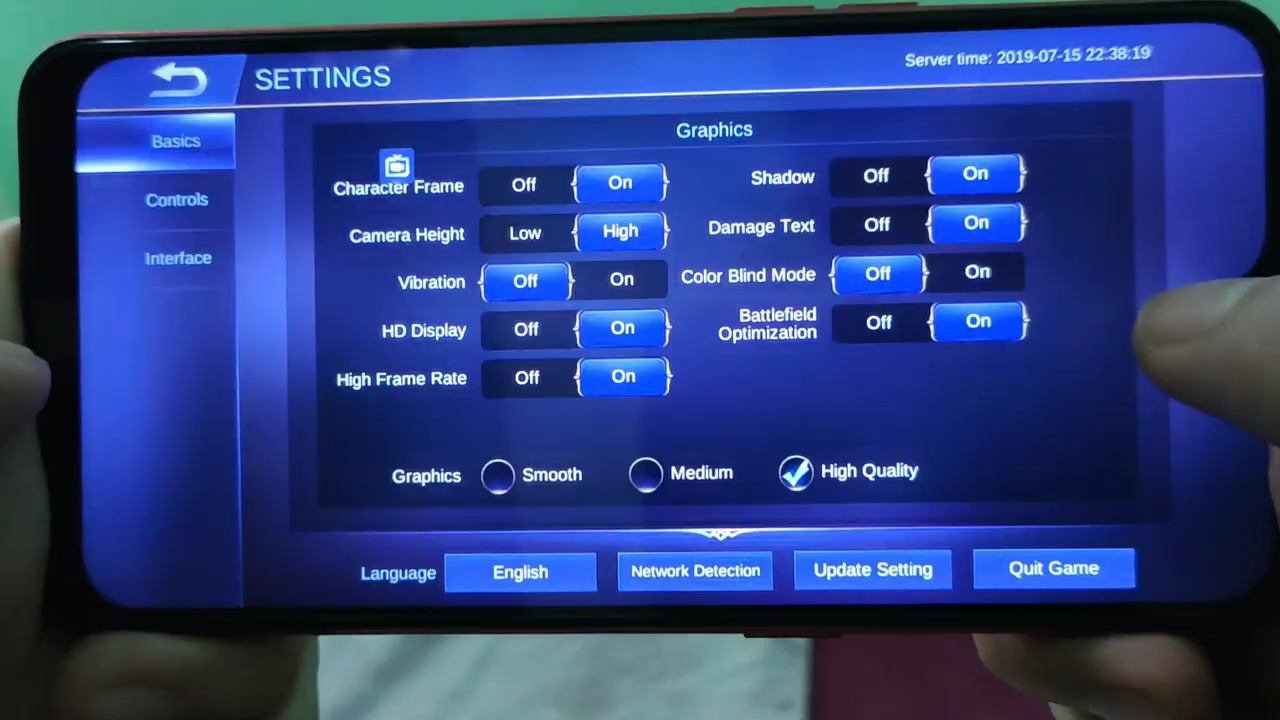 SETTINGS
Server time: 2019-07-15 22:38:19
Basics
Controls
Interface
Graphics
Character Frame Off On
Shadow Off On
Camera Height Low High
Damage Text Off On
Vibration Off On
Color Blind Mode Off On
HD Display Off On
Battlefield
Optimization Off On
High Frame Rate Off On
Graphics Smooth Medium High Quality
Language English Network Detection Update Setting Quit Game